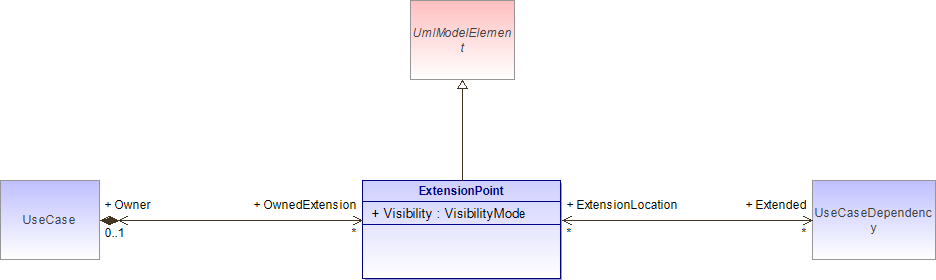 UmlModelElemen
t
ExtensionPoint
+ Visibility : VisibilityMode
UseCase
+ Owner
0..1
+ OwnedExtension
*
+ ExtensionLocation
*
+ Extended
*
UseCaseDependenc
y